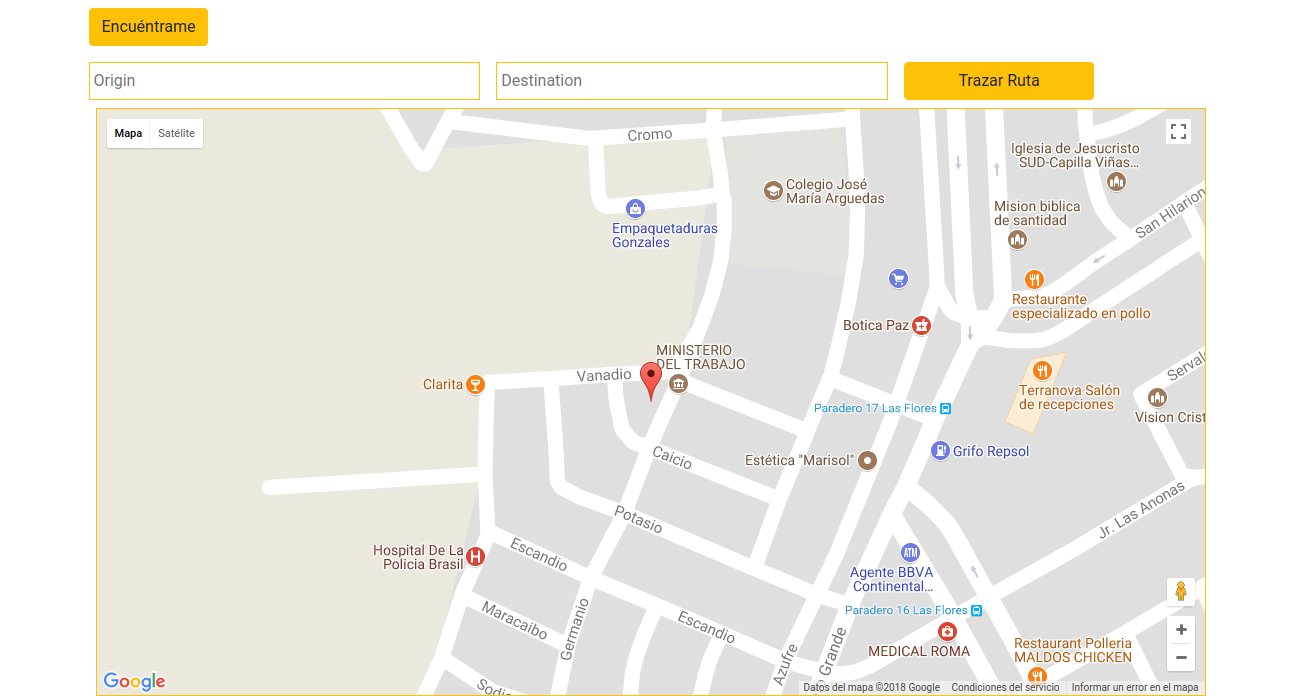 Encuéntrame
Origin
Destination
Trazar Ruta
Mapa
Satélite
Cromo
Iglesia de Jesucristo
SUD-Capilla Viñas...
Colegio José
María Arguedas
Empaquetaduras
Gonzales
Mision biblica
de santidad
San Hilarion
Restaurante
especializado en pollo
Botica Paz
MINISTERIO
DEL TRABAJO
Vanadio
Clarita
Terranova Salón
de recepciones
Paradero 17 Las Flores
Vision Crist
Caicio
Estética "Marisol"
Grifo Repsol
Potasio
Jr. Las Anonas
Escandio
Hospital De La
Policia Brasil
H
ATM
Agente BBVA
Continental...
Maracaibo
Germanio
Escandio
Paradero 16 Las Flores
MEDICAL ROMA
Azufre
Grande
Restaurant Polleria
MALDOS CHICKEN
+
−
Google
Datos del mapa ©2018 Google
Condiciones del servicio
Informar un error en el mapa